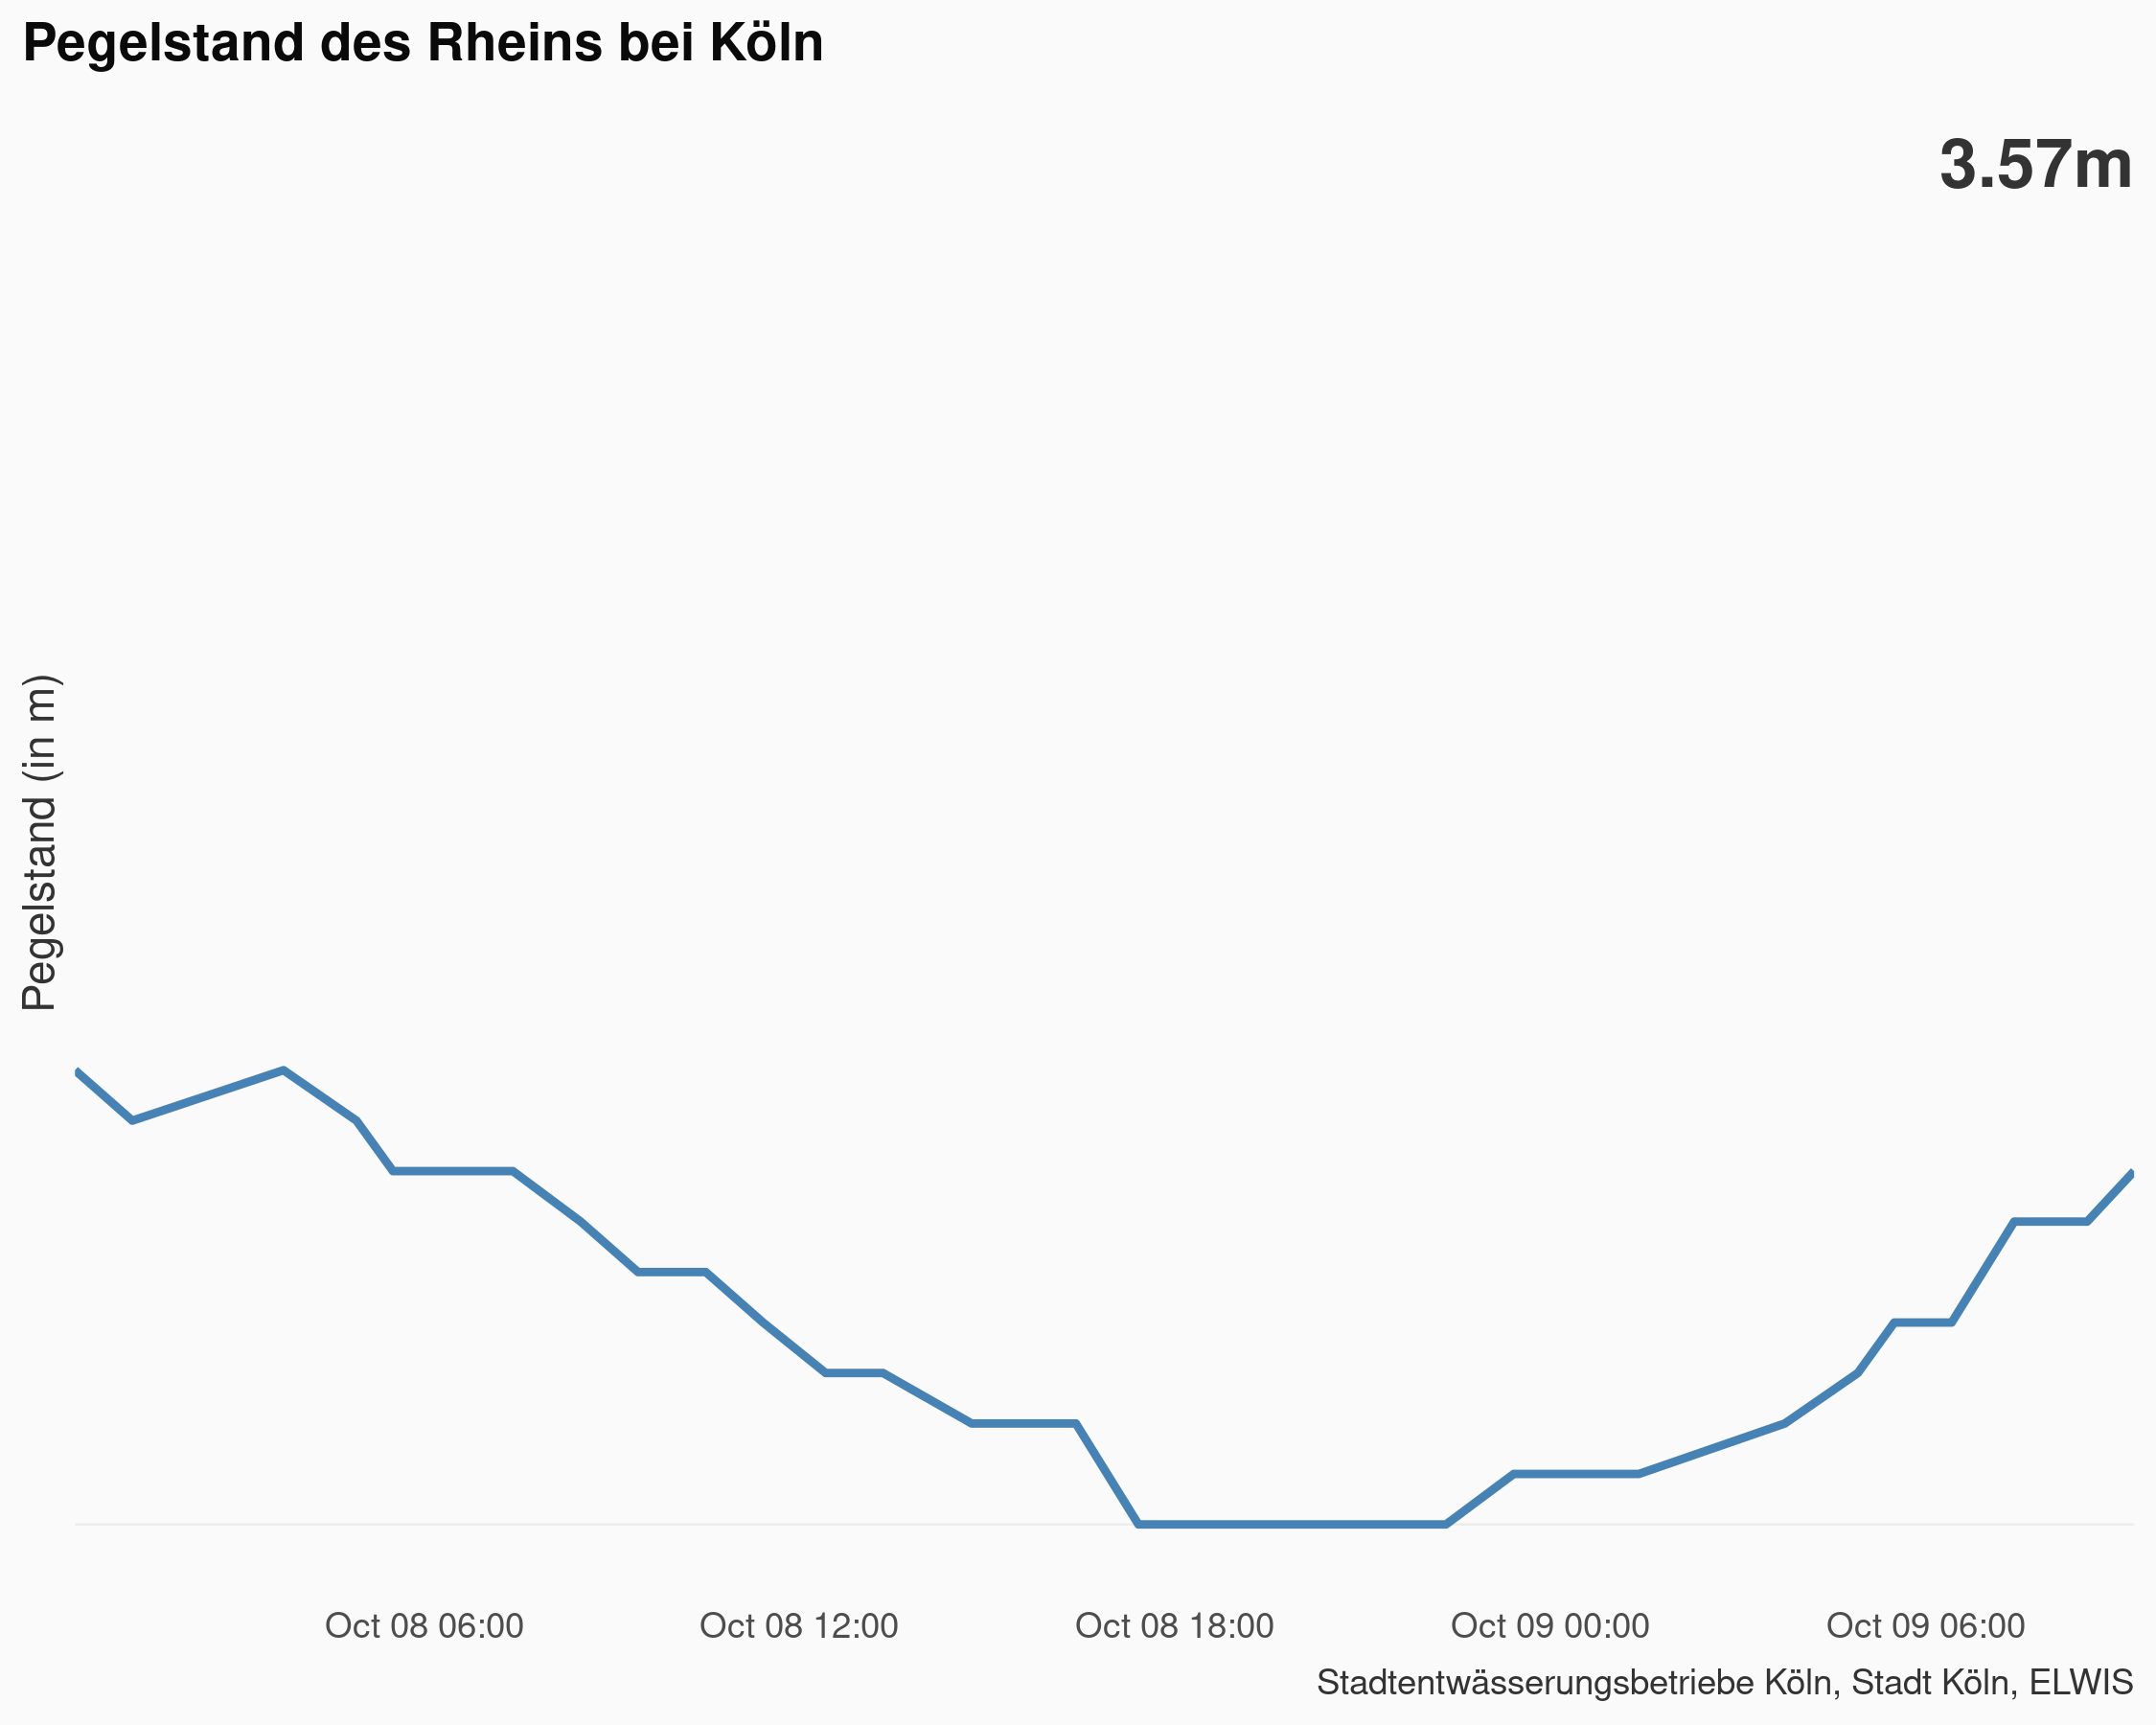 Pegelstand des Rheins bei Köln
3.57m
Pegelstand (in m)
Oct 08 06:00
Oct 08 12:00
Oct 08 18:00
Oct 09 00:00
Oct 09 06:00
Stadtentwässerungsbetriebe Köln, Stadt Köln, ELWIS